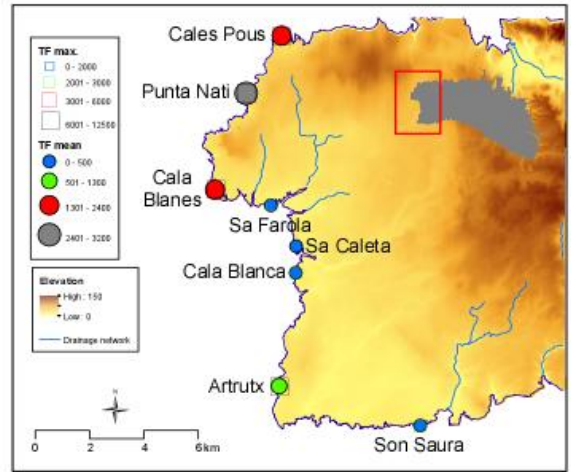 TF max.
0 - 2000
2001 - 3000
3001 - 6000
6001 - 12500
TF mean
0 - 500
501 - 1300
1301 - 2400
2401 - 3200
Elevation
High : 150
Low : 0
Drainage network
N
0 2 4 6 km
Cales Pous
Punta Nati
Cala
Blanes
Sa Farola
Sa Caleta
Cala Blanca
Artrutx
Son Saura